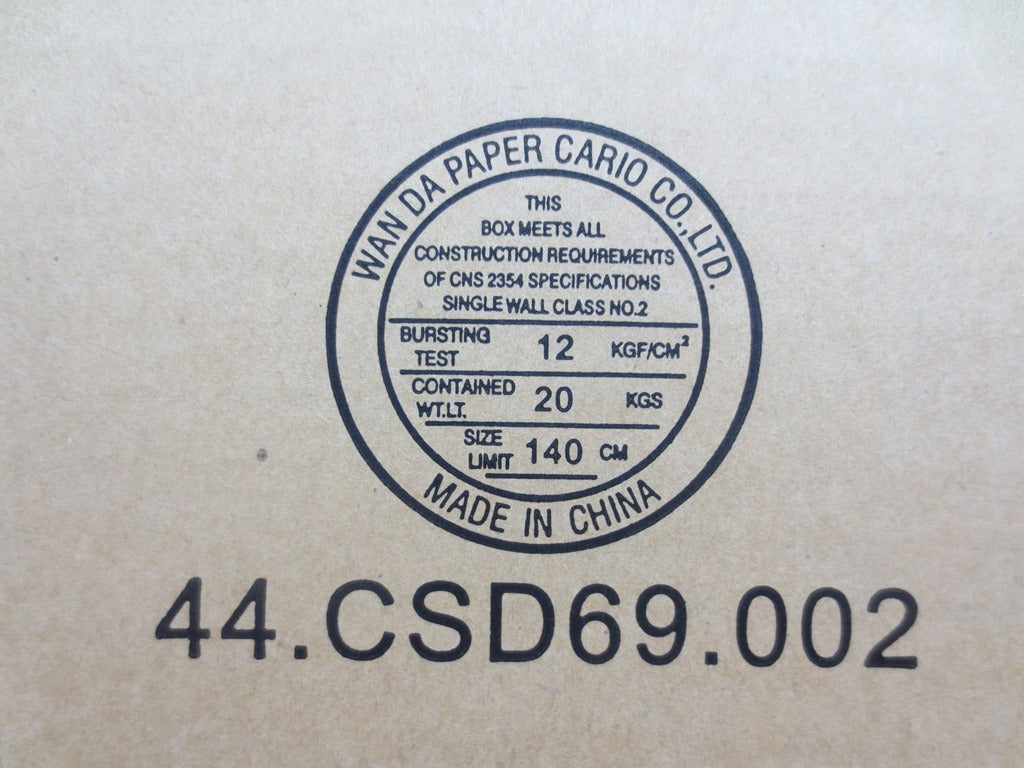 WAN DA PAPER CARIO CO., LTD.
THIS
BOX MEETS ALL
CONSTRUCTION REQUIREMENTS
OF CNS 2354 SPECIFICATIONS
SINGLE WALL CLASS NO.2
BURSTING TEST 12 KGF/CM²
CONTAINED WT.LT. 20 KGS
SIZE LIMIT 140 CM
MADE IN CHINA
44.CSD69.002